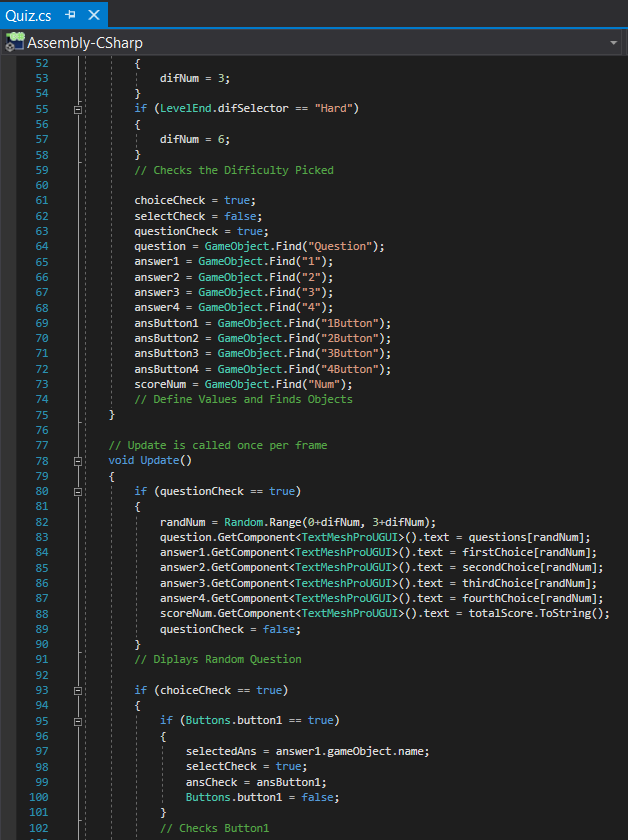 Quiz.cs
Assembly-CSharp
52 {
53 difNum = 3;
54 }
55 if (LevelEnd.difSelector == "Hard")
56 {
57 difNum = 6;
58 }
59 // Checks the Difficulty Picked
60
61 choiceCheck = true;
62 selectCheck = false;
63 questionCheck = true;
64 question = GameObject.Find("Question");
65 answer1 = GameObject.Find("1");
66 answer2 = GameObject.Find("2");
67 answer3 = GameObject.Find("3");
68 answer4 = GameObject.Find("4");
69 ansButton1 = GameObject.Find("1Button");
70 ansButton2 = GameObject.Find("2Button");
71 ansButton3 = GameObject.Find("3Button");
72 ansButton4 = GameObject.Find("4Button");
73 scoreNum = GameObject.Find("Num");
74 // Define Values and Finds Objects
75 }
76
77 // Update is called once per frame
78 void Update()
79 {
80 if (questionCheck == true)
81 {
82 randNum = Random.Range(0+difNum, 3+difNum);
83 question.GetComponent<TextMeshProUGUI>().text = questions[randNum];
84 answer1.GetComponent<TextMeshProUGUI>().text = firstChoice[randNum];
85 answer2.GetComponent<TextMeshProUGUI>().text = secondChoice[randNum];
86 answer3.GetComponent<TextMeshProUGUI>().text = thirdChoice[randNum];
87 answer4.GetComponent<TextMeshProUGUI>().text = fourthChoice[randNum];
88 scoreNum.GetComponent<TextMeshProUGUI>().text = totalScore.ToString();
89 questionCheck = false;
90 }
91 // Diplays Random Question
92
93 if (choiceCheck == true)
94 {
95 if (Buttons.button1 == true)
96 {
97 selectedAns = answer1.gameObject.name;
98 selectCheck = true;
99 ansCheck = ansButton1;
100 Buttons.button1 = false;
101 }
102 // Checks Button1